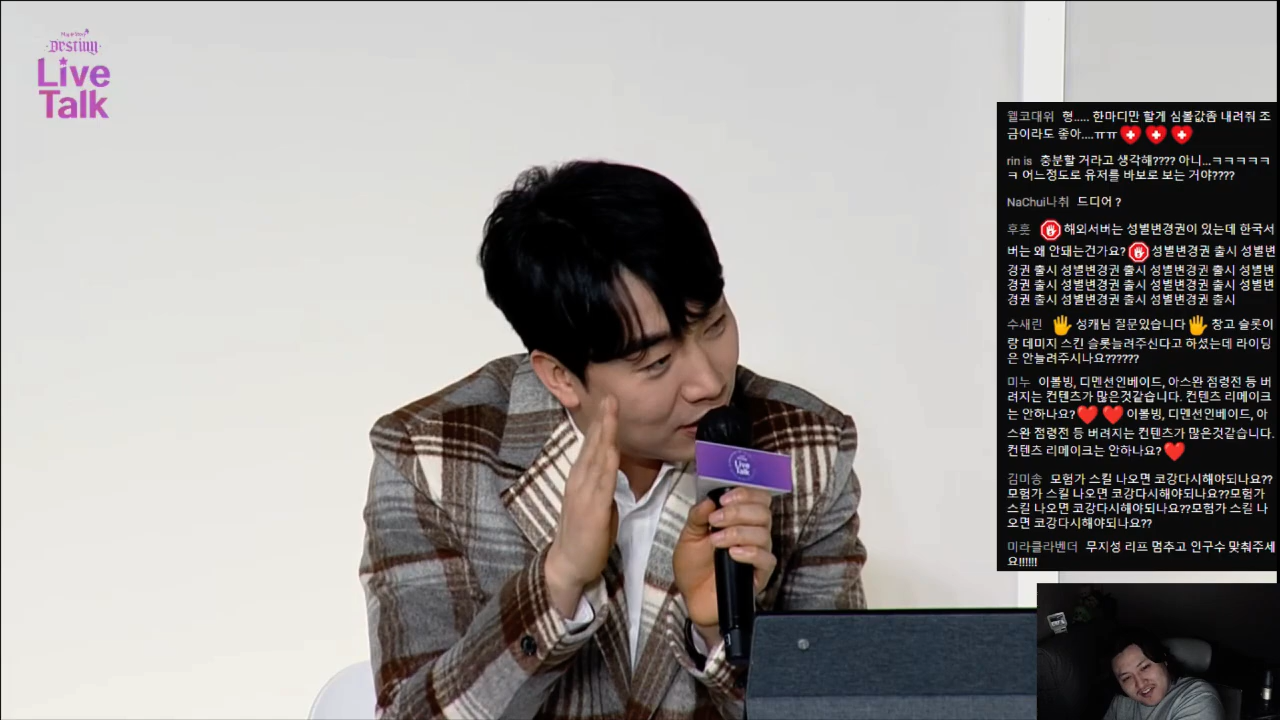 MapleStory
DESTINY
Live
Talk
Live
Talk
웰코대위 형..... 한마디만 할게 심볼값좀 내려줘 조
금이라도 좋아....ㅠㅠ
rin is 충분할 거라고 생각해???? 아니...ㅋㅋㅋㅋㅋ
ㅋ 어느정도로 유저를 바보로 보는 거야????
NaChui나취 드디어 ?
후훗 해외서버는 성별변경권이 있는데 한국서
버는 왜 안돼는건가요? 성별변경권 출시 성별변
경권 출시 성별변경권 출시 성별변경권 출시 성별변
경권 출시 성별변경권 출시 성별변경권 출시 성별변
경권 출시 성별변경권 출시 성별변경권 출시
수새린 성캐님 질문있습니다 창고 슬롯이
랑 데미지 스킨 슬롯늘려주신다고 하셨는데 라이딩
은 안늘려주시나요??????
미누 이볼빙, 디멘션인베이드, 아스완 점령전 등 버
려지는 컨텐츠가 많은것같습니다. 컨텐츠 리메이크
는 안하나요? 이볼빙, 디멘션인베이드, 아
스완 점령전 등 버려지는 컨텐츠가 많은것같습니다.
컨텐츠 리메이크는 안하나요?
김미송 모험가 스킬 나오면 코강다시해야되나요??
모험가 스킬 나오면 코강다시해야되나요??모험가
스킬 나오면 코강다시헤야되나요??모험가 스킬 나
오면 코강다시해야되나요??
미라클라벤더 무지성 리프 멈추고 인구수 맞춰주세
요!!!!!!